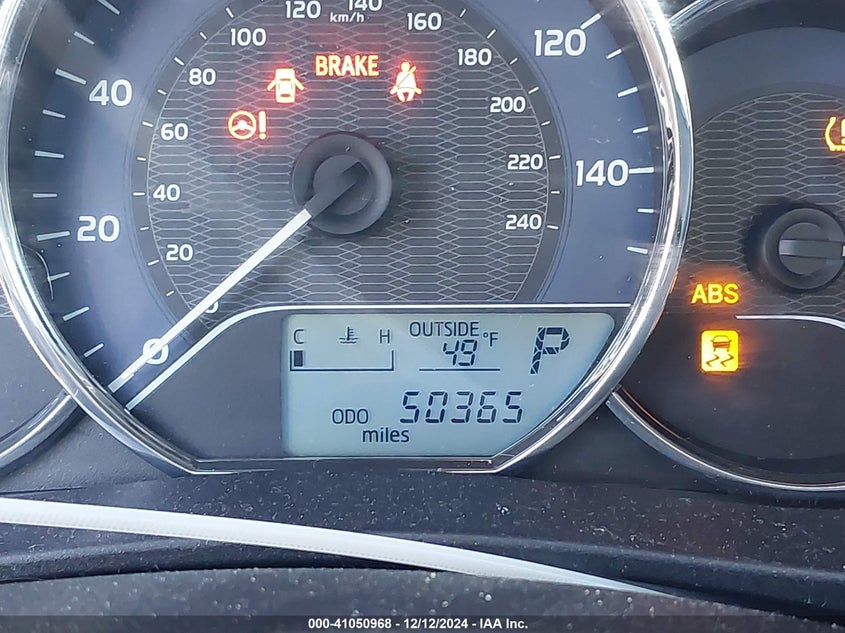 120 140
km/h
100 160
80 180
60 200
40 220
20 240
0
0
20
40
120
140
BRAKE
!
ABS
C H
OUTSIDE
49 °F
P
ODO 50365
miles
000-41050968 - 12/12/2024 - IAA Inc.